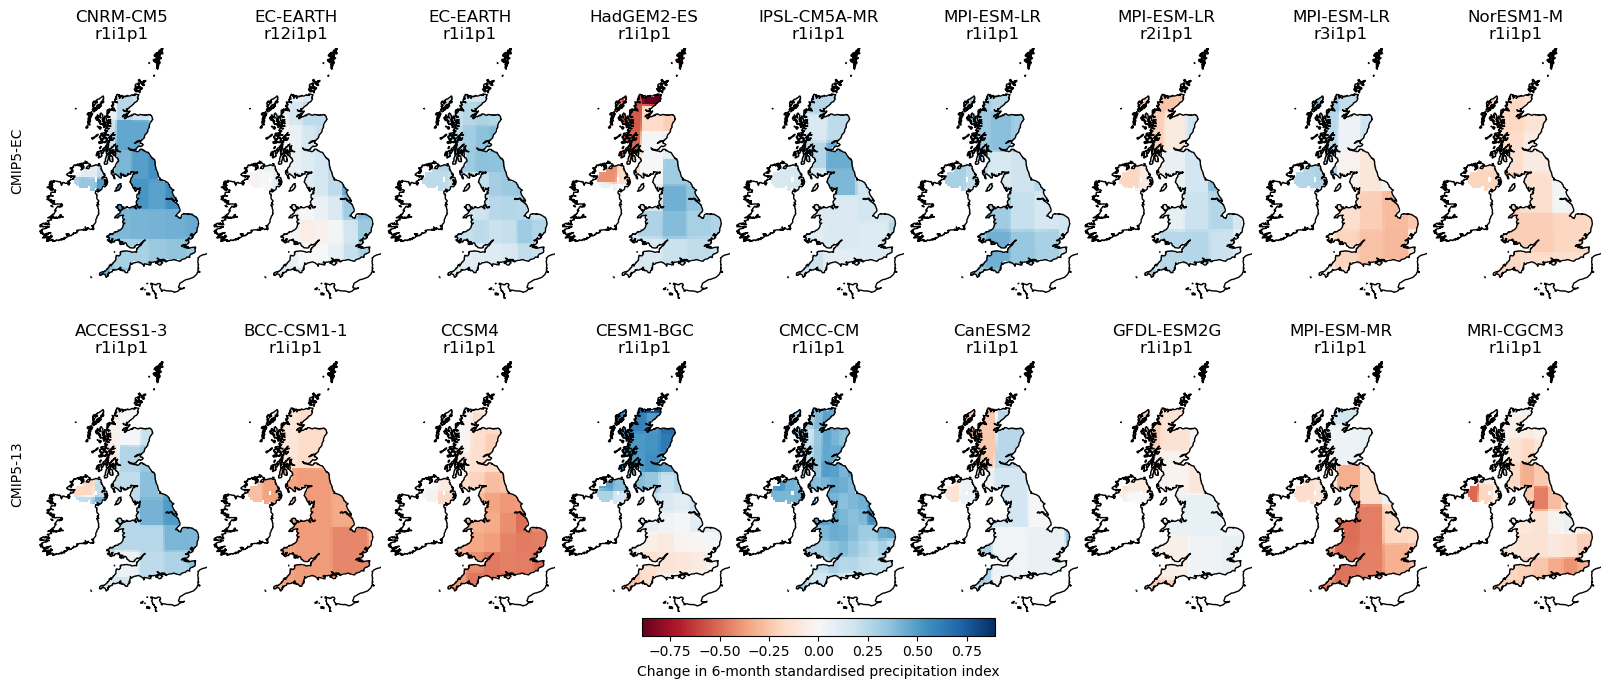 CNRM-CM5 EC-EARTH EC-EARTH HadGEM2-ES IPSL-CM5A-MR MPI-ESM-LR MPI-ESM-LR MPI-ESM-LR NorESM1-M
r1i1p1 r12i1p1 r1i1p1 r1i1p1 r1i1p1 r1i1p1 r2i1p1 r3i1p1 r1i1p1
CMIP5-EC
ACCESS1-3 BCC-CSM1-1 CCSM4 CESM1-BGC CMCC-CM CanESM2 GFDL-ESM2G MPI-ESM-MR MRI-CGCM3
r1i1p1 r1i1p1 r1i1p1 r1i1p1 r1i1p1 r1i1p1 r1i1p1 r1i1p1 r1i1p1
CMIP5-13
−0.75 −0.50 −0.25 0.00 0.25 0.50 0.75
Change in 6-month standardised precipitation index